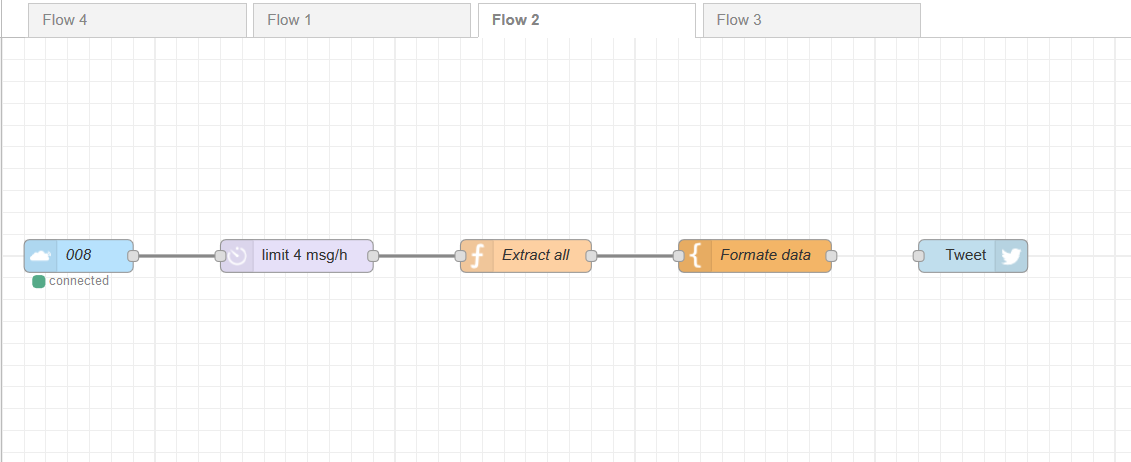 Flow 4
Flow 1
Flow 2
Flow 3
008
limit 4 msg/h
Extract all
Formate data
Tweet
connected